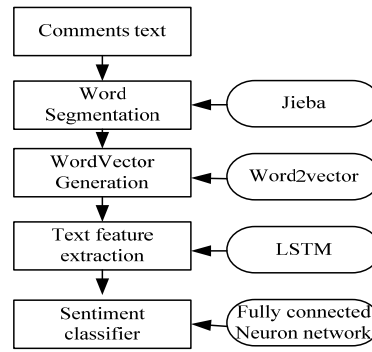 Comments text
Word
Segmentation
Jieba
WordVector
Generation
Word2vector
Text feature
extraction
LSTM
Sentiment
classifier
Fully connected
Neuron network